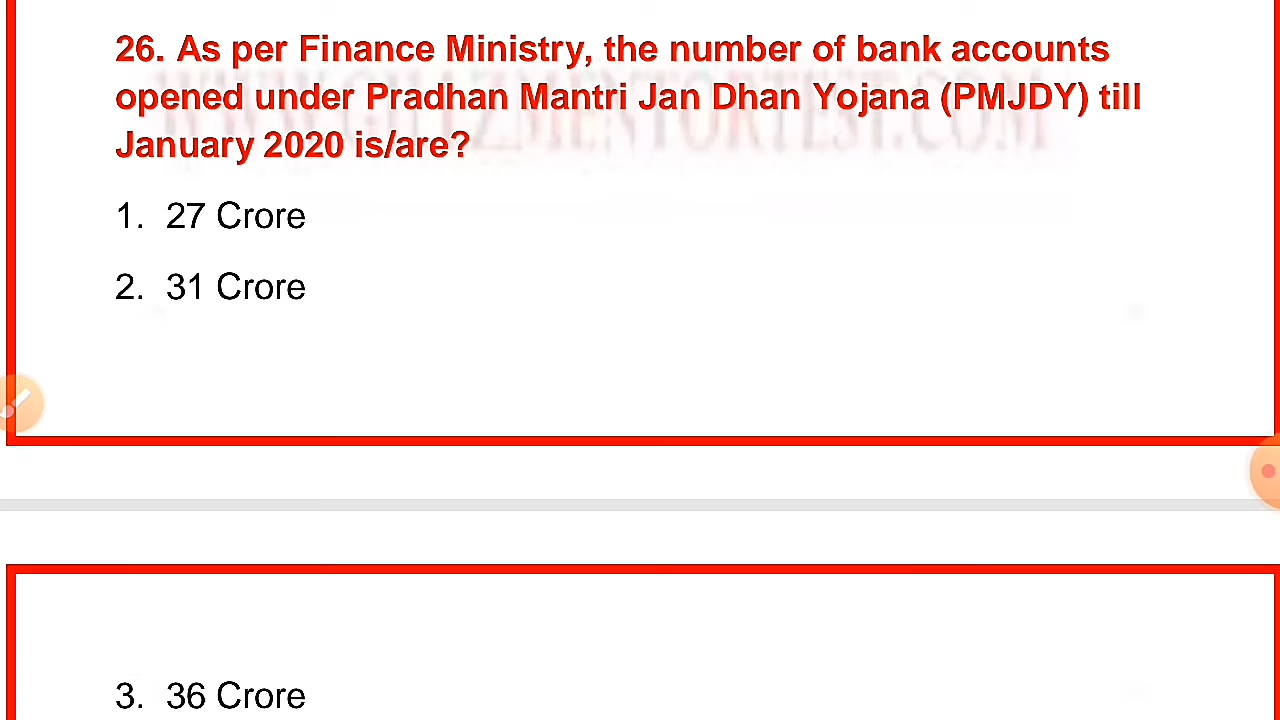 26. As per Finance Ministry, the number of bank accounts
opened under Pradhan Mantri Jan Dhan Yojana (PMJDY) till
January 2020 is/are?
1. 27 Crore
2. 31 Crore
3. 36 Crore